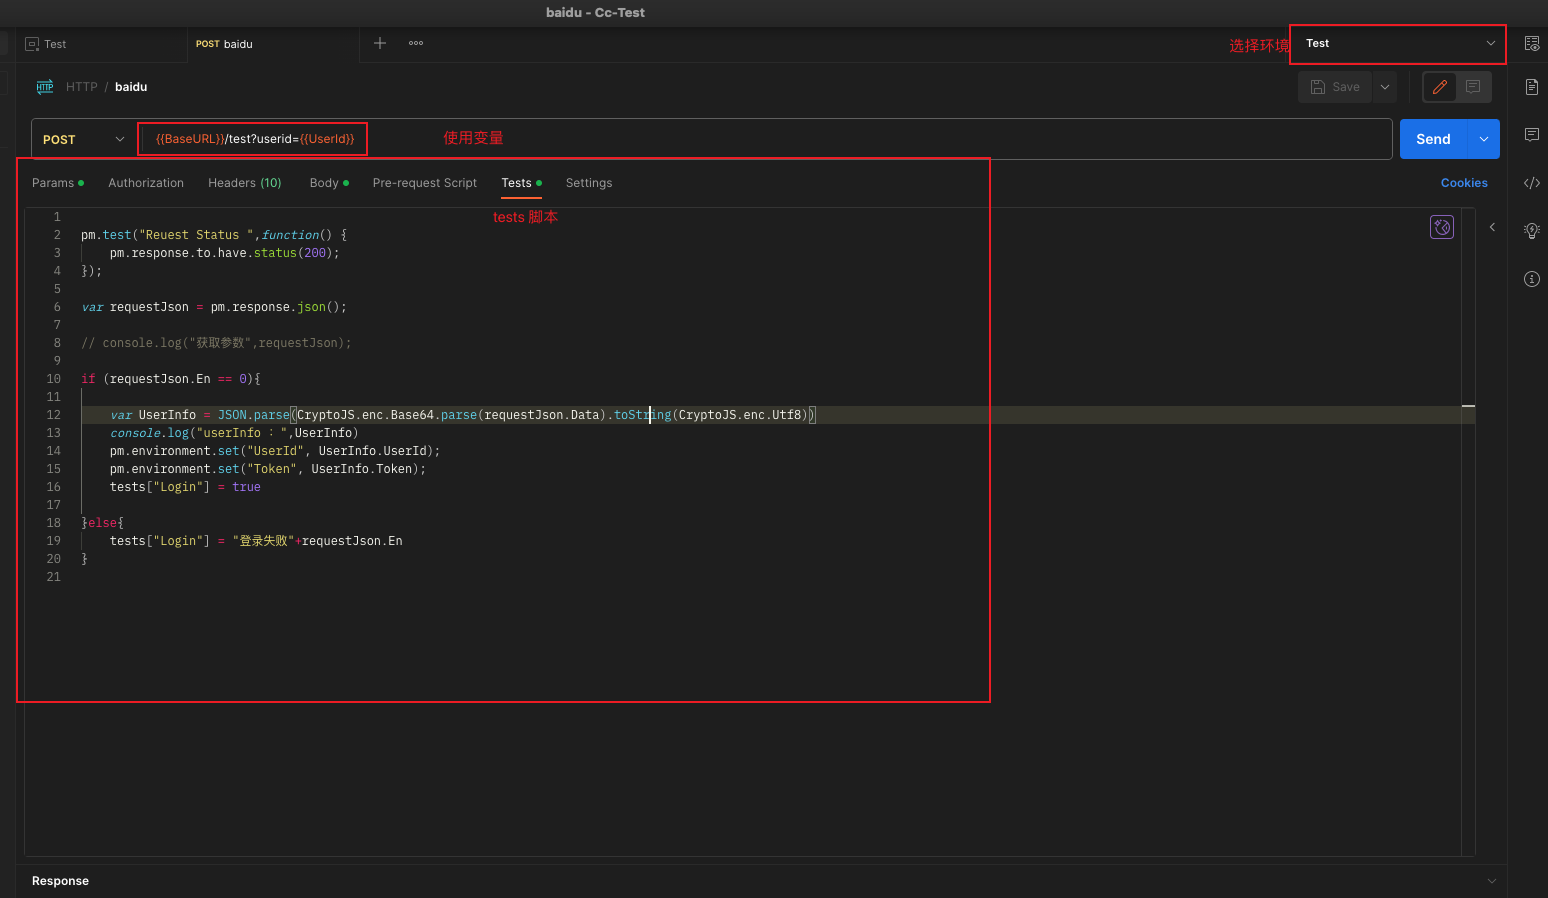 baidu - Cc-Test
Test
POST baidu
选择环境
Test
HTTP / baidu
Save
POST
{{BaseURL}}/test?userid={{UserId}}
使用变量
Send
Params
Authorization
Headers (10)
Body
Pre-request Script
Tests
Settings
Cookies
tests 脚本
1
2 pm.test("Reuest Status ",function() {
3 pm.response.to.have.status(200);
4 });
5
6 var requestJson = pm.response.json();
7
8 // console.log("获取参数",requestJson);
9
10 if (requestJson.En == 0){
11
12 var UserInfo = JSON.parse(CryptoJS.enc.Base64.parse(requestJson.Data).toString(CryptoJS.enc.Utf8))
13 console.log("userInfo : ",UserInfo)
14 pm.environment.set("UserId", UserInfo.UserId);
15 pm.environment.set("Token", UserInfo.Token);
16 tests["Login"] = true
17
18 }else{
19 tests["Login"] = "登录失败"+requestJson.En
20 }
21
Response